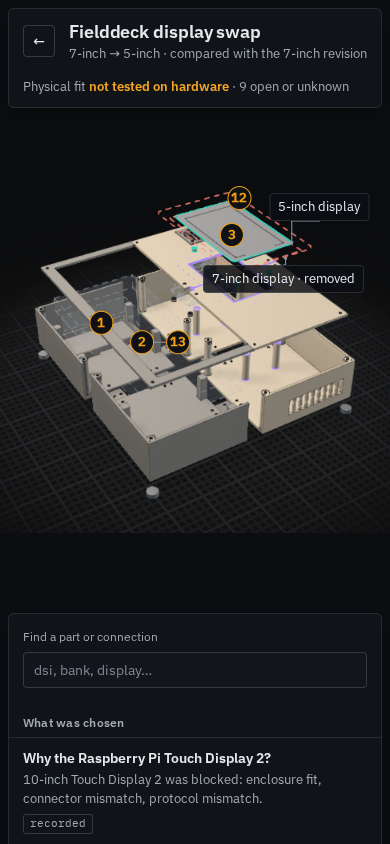 ←
Fielddeck display swap
7-inch → 5-inch · compared with the 7-inch revision
Physical fit not tested on hardware · 9 open or unknown
12
5-inch display
3
7-inch display · removed
1
2
13
Find a part or connection
dsi, bank, display...
What was chosen
Why the Raspberry Pi Touch Display 2?
10-inch Touch Display 2 was blocked: enclosure fit,
connector mismatch, protocol mismatch.
recorded